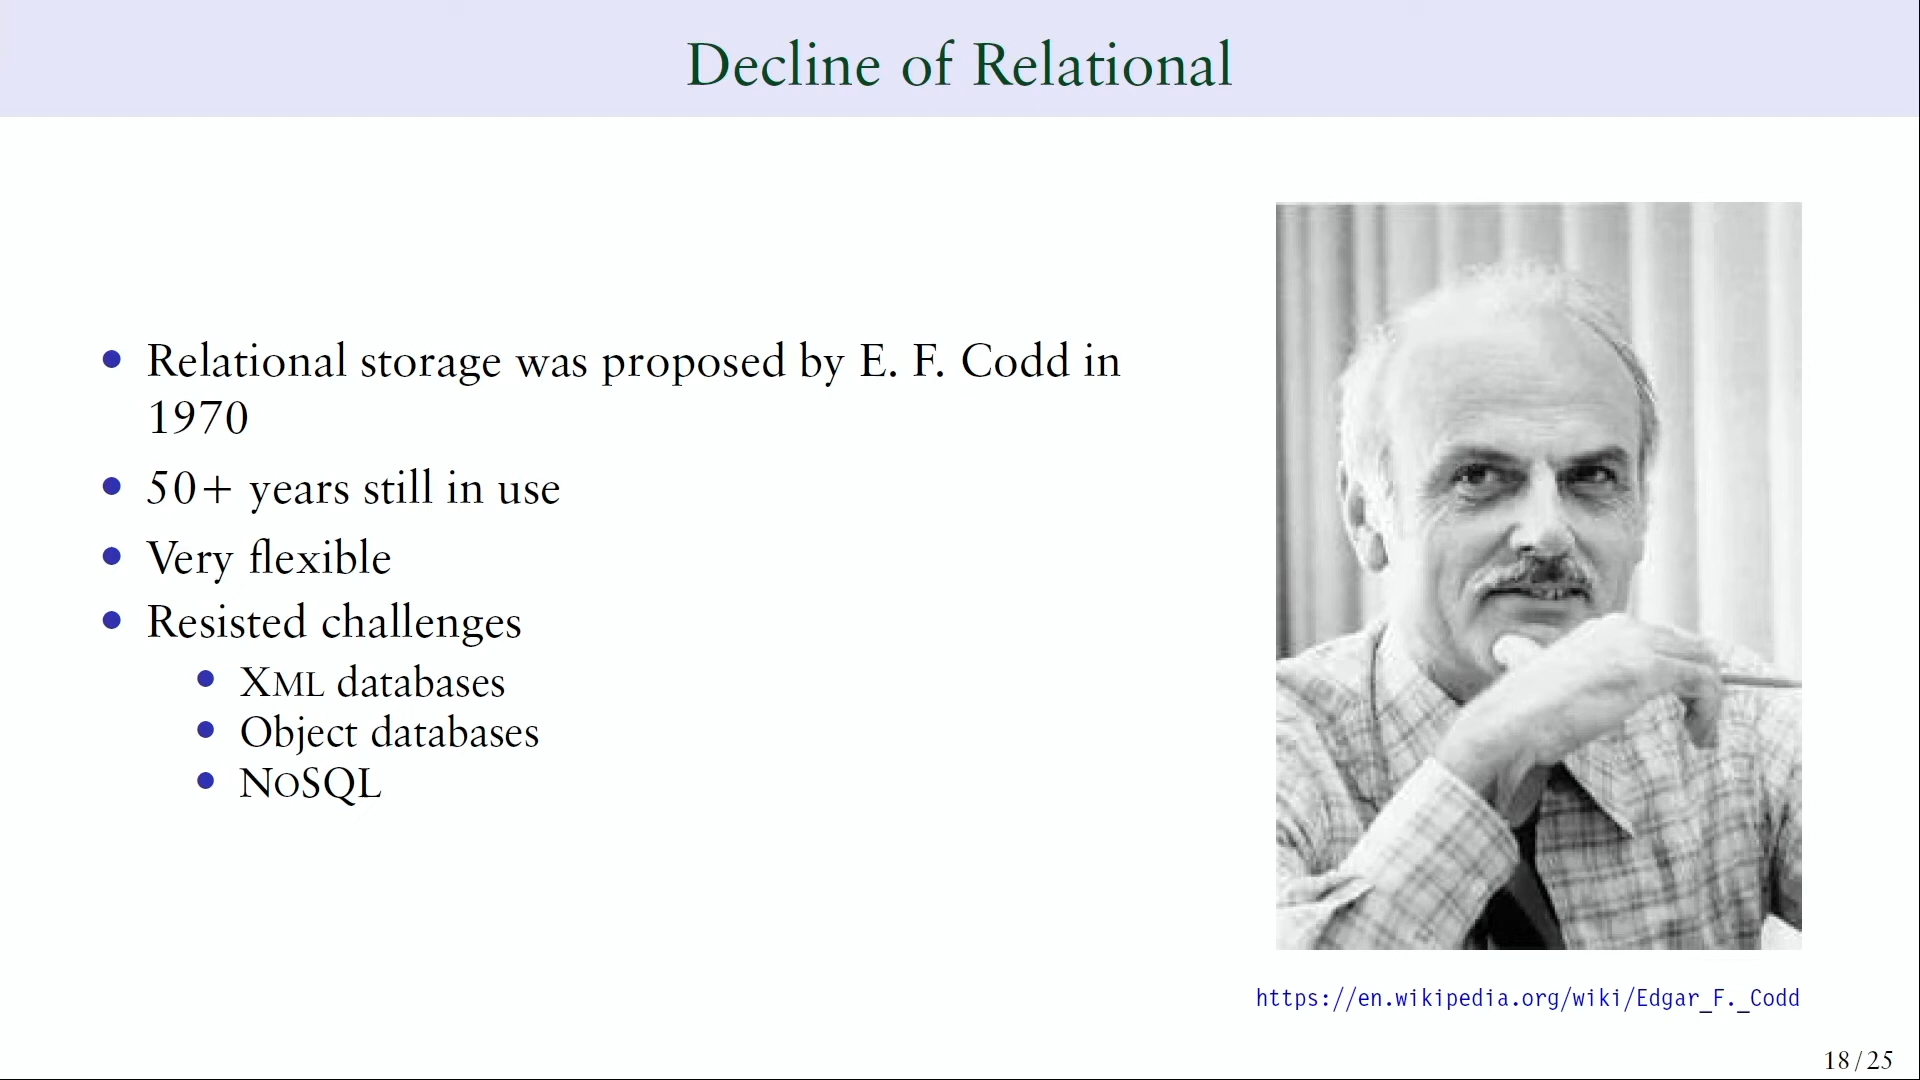 Decline of Relational
• Relational storage was proposed by E. F. Codd in
1970
• 50+ years still in use
• Very flexible
• Resisted challenges
• XML databases
• Object databases
• NOSQL
https://en.wikipedia.org/wiki/Edgar_F._Codd
18/25